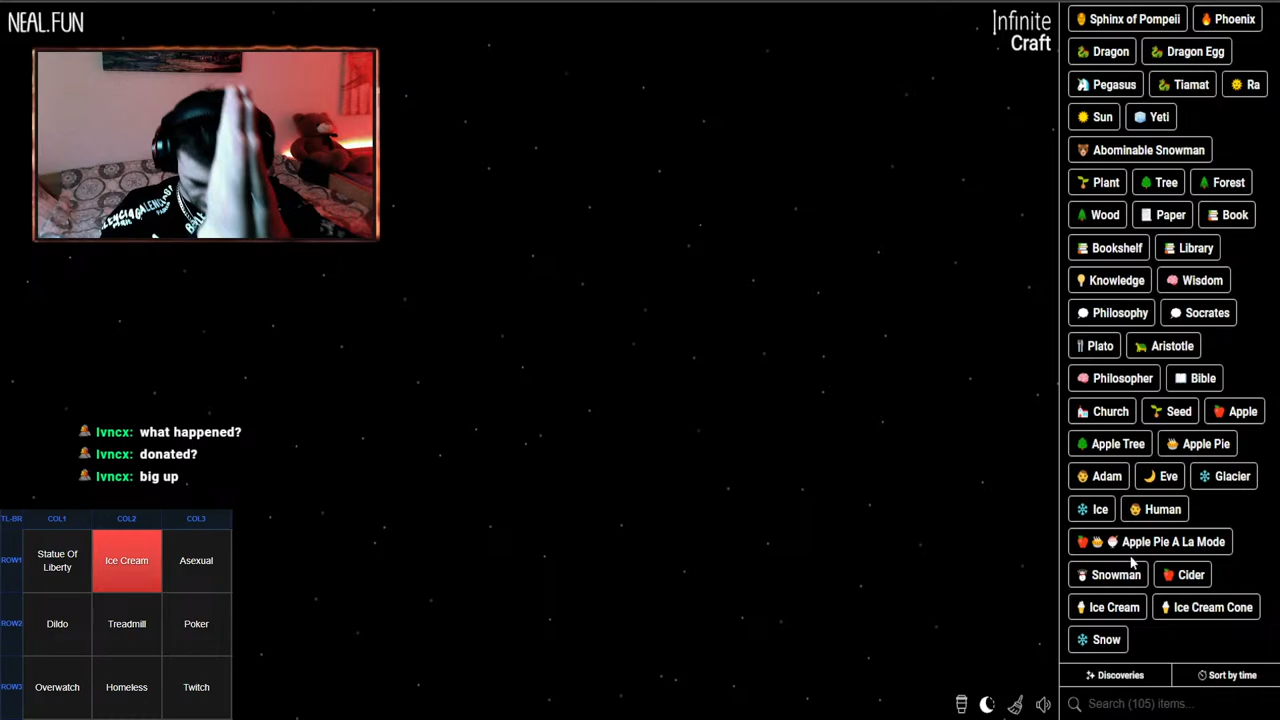 NEAL.FUN
Infinite
Craft
Sphinx of Pompeii Phoenix
Dragon Dragon Egg
Pegasus Tiamat Ra
Sun Yeti
Abominable Snowman
Plant Tree Forest
Wood Paper Book
Bookshelf Library
Knowledge Wisdom
Philosophy Socrates
Plato Aristotle
Philosopher Bible
Church Seed Apple
Apple Tree Apple Pie
Adam Eve Glacier
Ice Human
Apple Pie A La Mode
Snowman Cider
Ice Cream Ice Cream Cone
Snow
Discoveries Sort by time
Search (105) items...
lvncx: what happened?
lvncx: donated?
lvncx: big up
TL-BR COL1 COL2 COL3
ROW1 Statue Of Liberty Ice Cream Asexual
ROW2 Dildo Treadmill Poker
ROW3 Overwatch Homeless Twitch